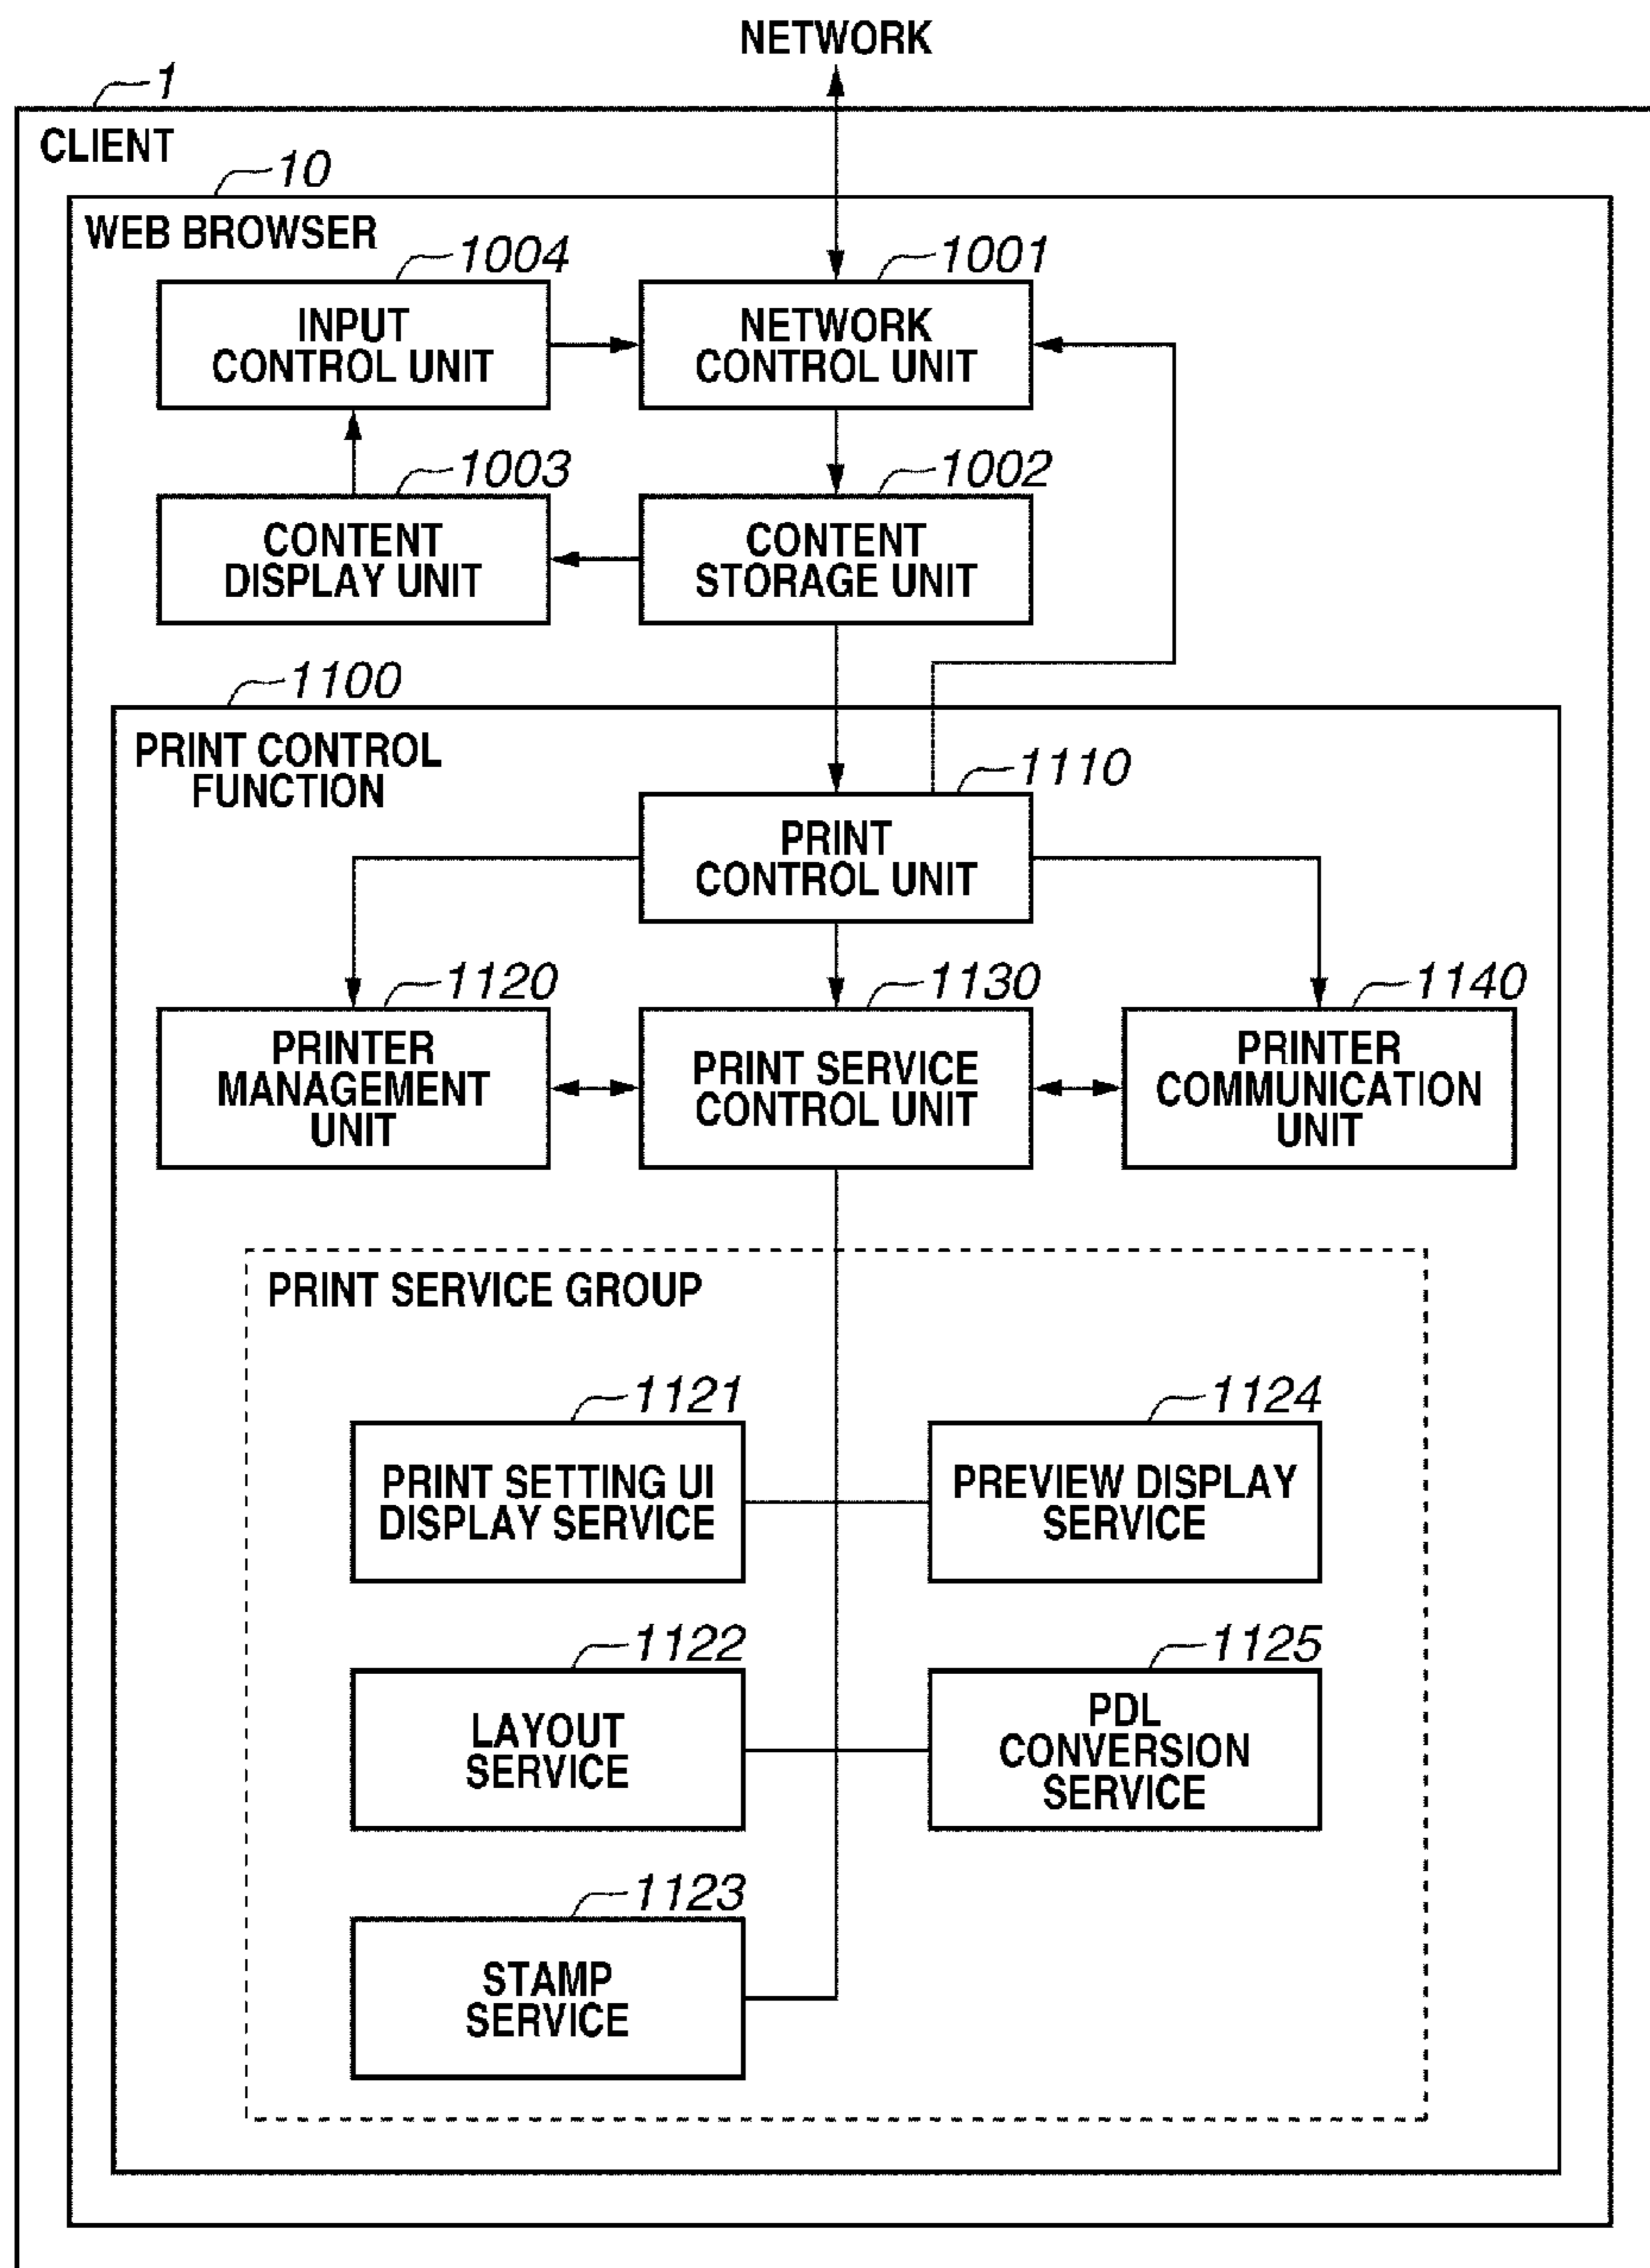 NETWORK
1
CLIENT
10
WEB BROWSER
1004
1001
INPUT
CONTROL UNIT
NETWORK
CONTROL UNIT
1003
1002
CONTENT
DISPLAY UNIT
CONTENT
STORAGE UNIT
1100
PRINT CONTROL
FUNCTION
1110
PRINT
CONTROL UNIT
1120
1130
1140
PRINTER
MANAGEMENT
UNIT
PRINT SERVICE
CONTROL UNIT
PRINTER
COMMUNICATION
UNIT
PRINT SERVICE GROUP
1121
1124
PRINT SETTING UI
DISPLAY SERVICE
PREVIEW DISPLAY
SERVICE
1122
1125
LAYOUT
SERVICE
PDL
CONVERSION
SERVICE
1123
STAMP
SERVICE